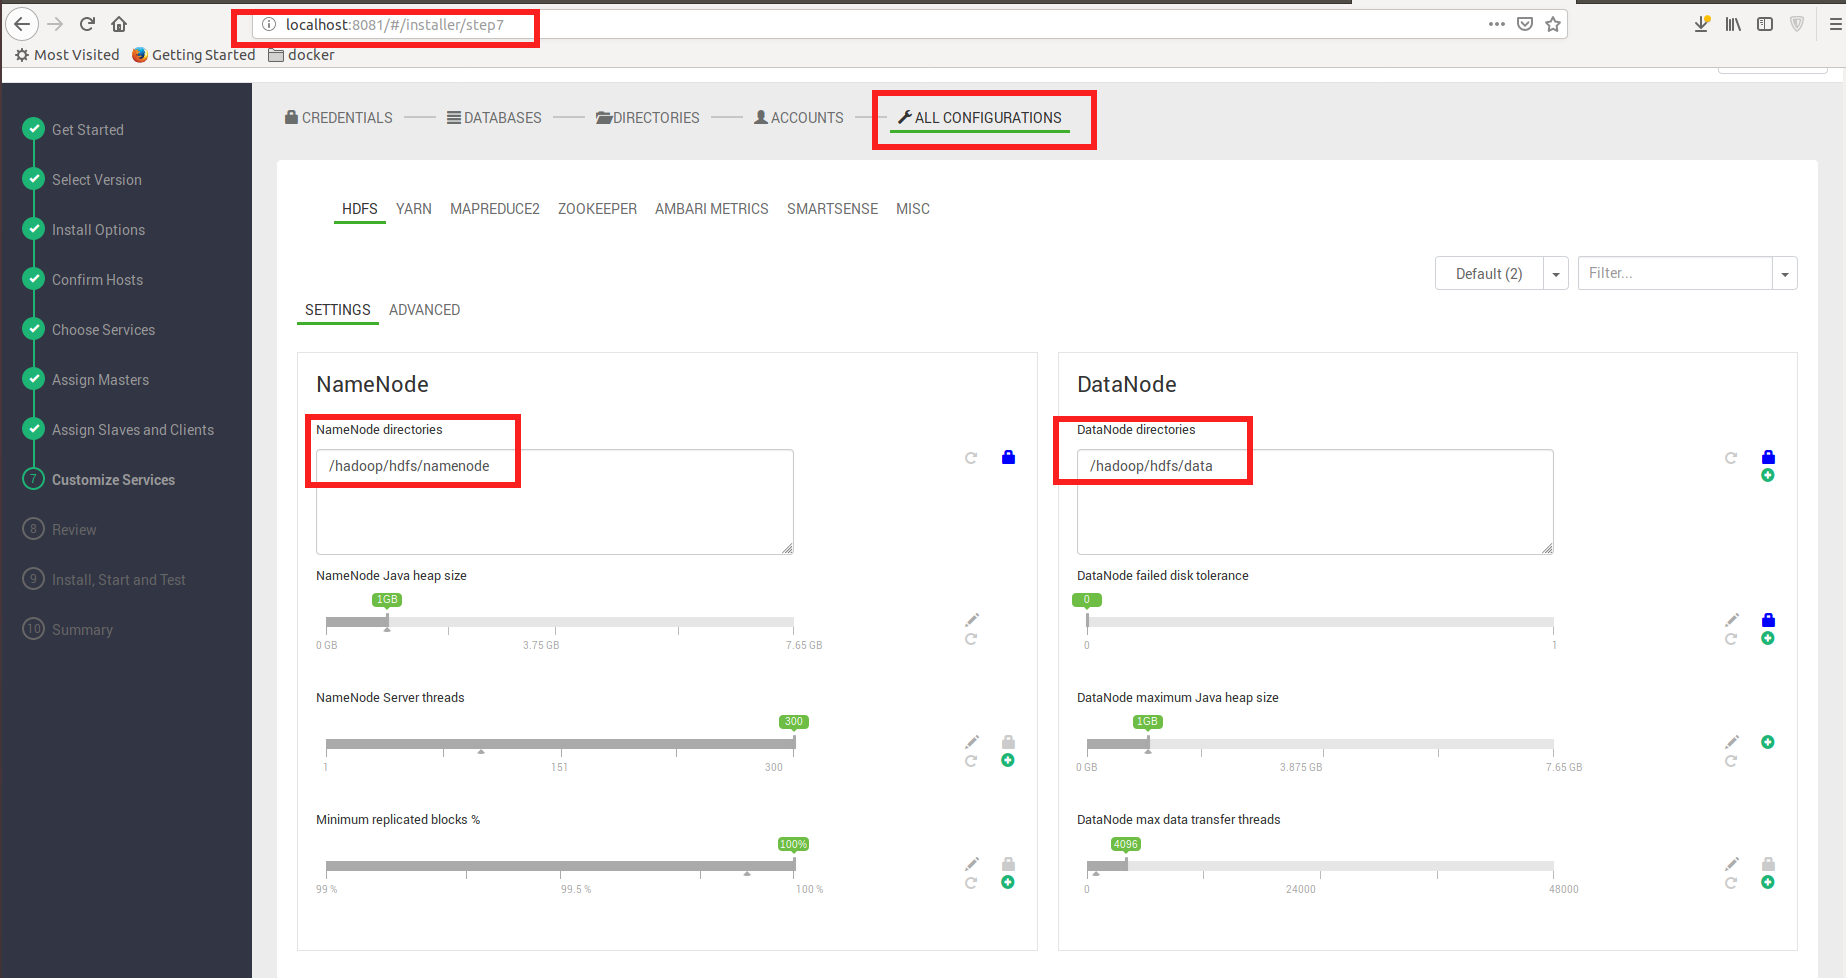 localhost:8081/#/installer/step7
Most Visited Getting Started docker
Get Started
Select Version
Install Options
Confirm Hosts
Choose Services
Assign Masters
Assign Slaves and Clients
7 Customize Services
8 Review
9 Install, Start and Test
10 Summary
CREDENTIALS DATABASES DIRECTORIES ACCOUNTS ALL CONFIGURATIONS
HDFS YARN MAPREDUCE2 ZOOKEEPER AMBARI METRICS SMARTSENSE MISC
Default (2) Filter...
SETTINGS ADVANCED
NameNode
NameNode directories
/hadoop/hdfs/namenode
NameNode Java heap size
1GB
0 GB 3.75 GB 7.65 GB
NameNode Server threads
300
1 151 300
Minimum replicated blocks %
100%
99 % 99.5 % 100 %
DataNode
DataNode directories
/hadoop/hdfs/data
DataNode failed disk tolerance
0
0 1
DataNode maximum Java heap size
1GB
0 GB 3.875 GB 7.65 GB
DataNode max data transfer threads
4096
0 24000 48000